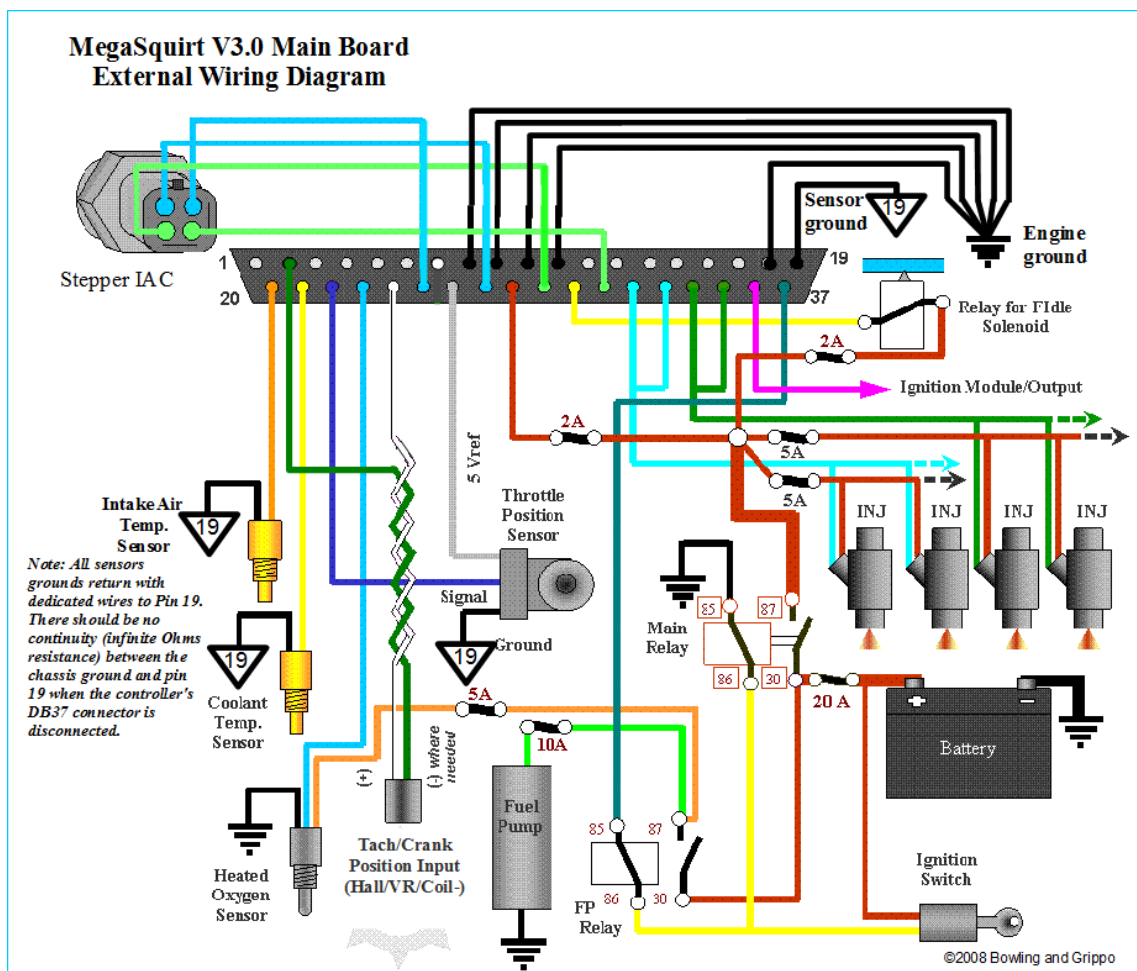 MegaSquirt V3.0 Main Board
External Wiring Diagram
Sensor
ground
19
Engine
ground
Stepper IAC
1
19
20
37
Relay for FIdle
Solenoid
2A
Ignition Module/Output
2A
5A
5A
5 Vref
Intake Air
Temp.
Sensor
19
Throttle
Position
Sensor
INJ
INJ
INJ
INJ
Note: All sensors
grounds return with
dedicated wires to Pin 19.
There should be no
continuity (infinite Ohms
resistance) between the
chassis ground and pin
19 when the controller's
DB37 connector is
disconnected.
Signal
Ground
19
85
87
Main
Relay
86
30
20 A
19
Coolant
Temp.
Sensor
5A
10A
Battery
(+)
(-) where
needed
Fuel
Pump
85
87
Tach/Crank
Position Input
(Hall/VR/Coil-)
Heated
Oxygen
Sensor
86
30
FP
Relay
Ignition
Switch
©2008 Bowling and Grippo